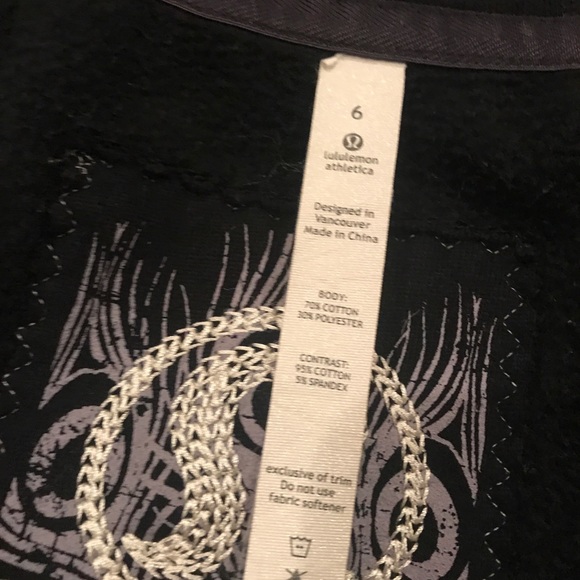 6
lululemon
athletica
Designed in
Vancouver
Made in China
BODY:
70% COTTON
30% POLYESTER
CONTRAST:
95% COTTON
5% SPANDEX
exclusive of trim
Do not use
fabric softener